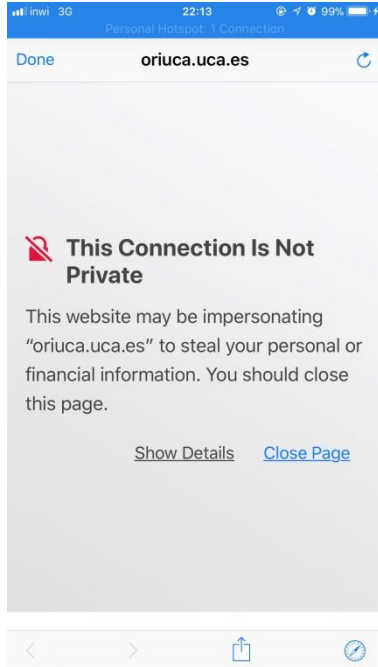 inwi 3G 22:13 99%
Personal Hotspot: 1 Connection
Done oriuca.uca.es
This Connection Is Not
Private
This website may be impersonating
“oriuca.uca.es” to steal your personal or
financial information. You should close
this page.
Show Details Close Page